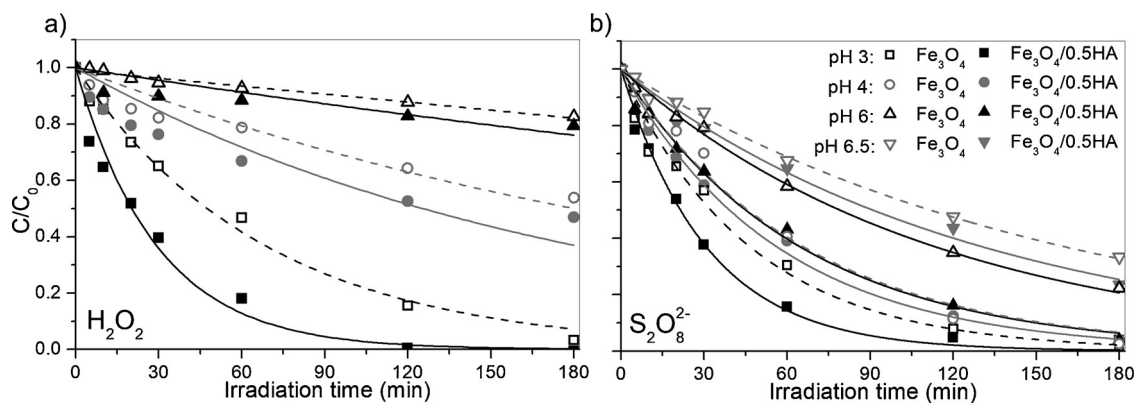 a)
C/C₀
1.0
0.8
0.6
0.4
0.2
0.0
H₂O₂
0 30 60 90 120 150 180
Irradiation time (min)
b)
pH 3: Fe₃O₄ Fe₃O₄/0.5HA
pH 4: Fe₃O₄ Fe₃O₄/0.5HA
pH 6: Fe₃O₄ Fe₃O₄/0.5HA
pH 6.5: Fe₃O₄ Fe₃O₄/0.5HA
S₂O₈²⁻
0 30 60 90 120 150 180
Irradiation time (min)